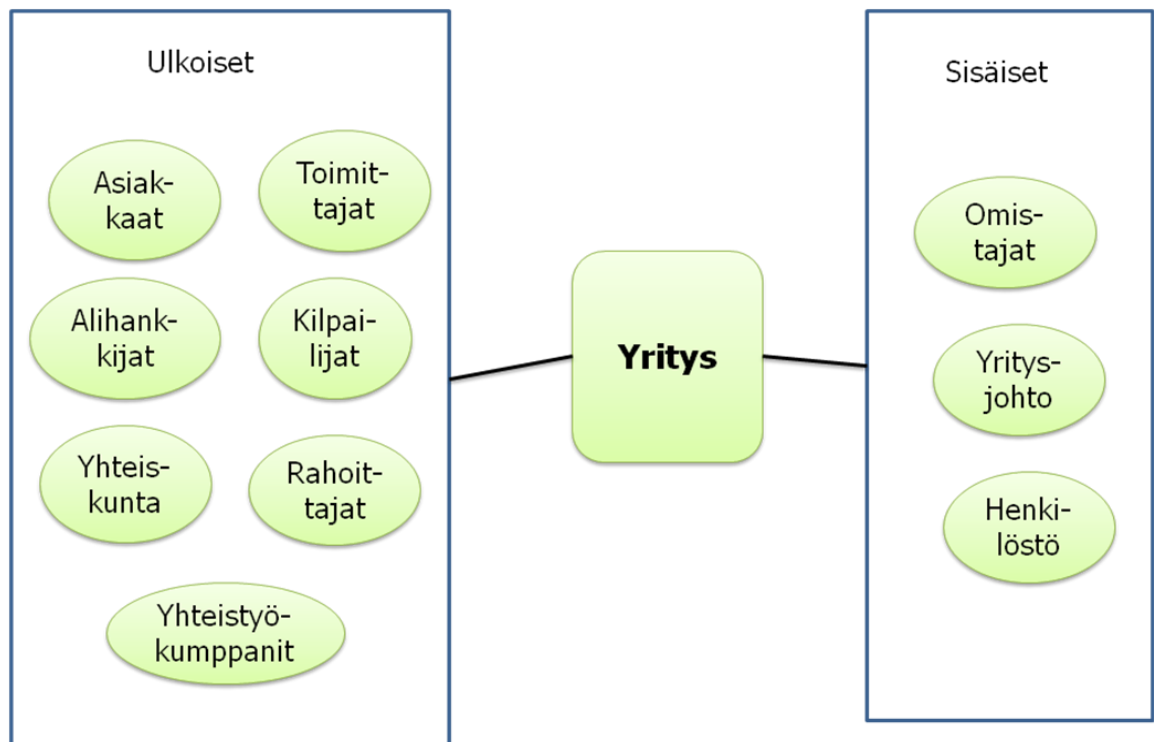 Ulkoiset
Asiak-
kaat
Toimit-
tajat
Alihank-
kijat
Kilpai-
lijat
Yhteis-
kunta
Rahoit-
tajat
Yhteistyö-
kumppanit
Yritys
Sisäiset
Omis-
tajat
Yritys-
johto
Henki-
löstö